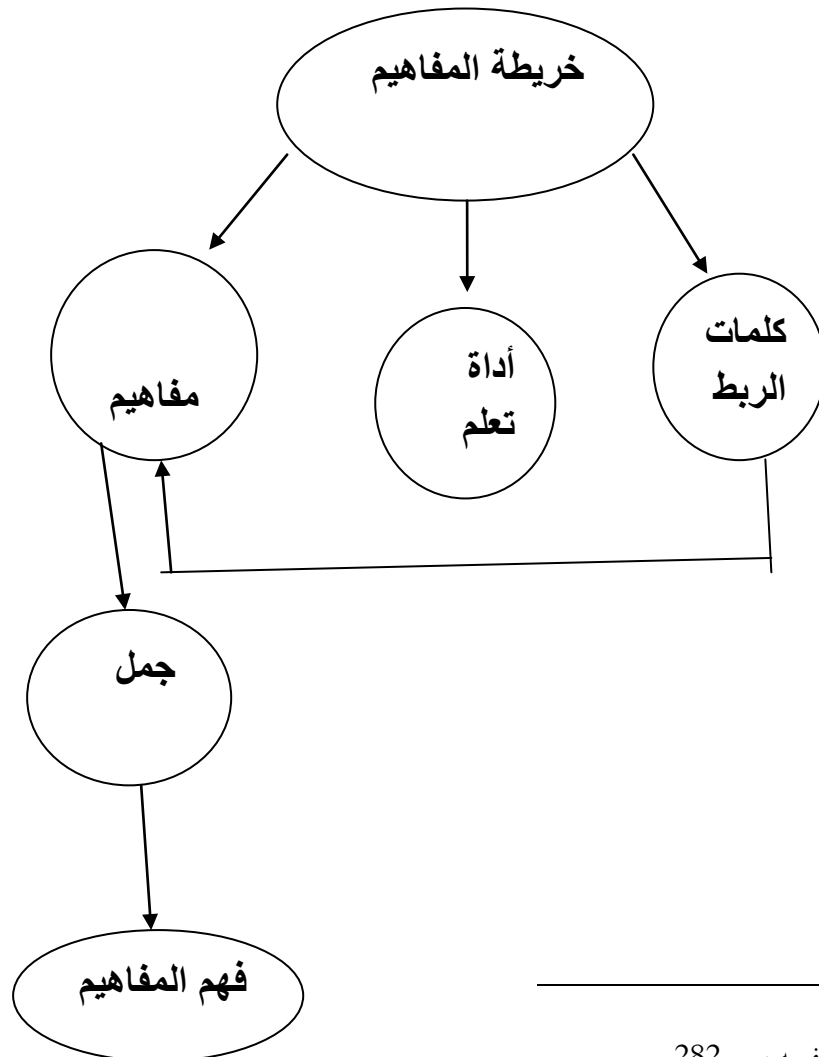 خريطة المفاهيم
كلمات
الربط
أداة
تعلم
مفاهيم
جمل
فهم المفاهيم
282